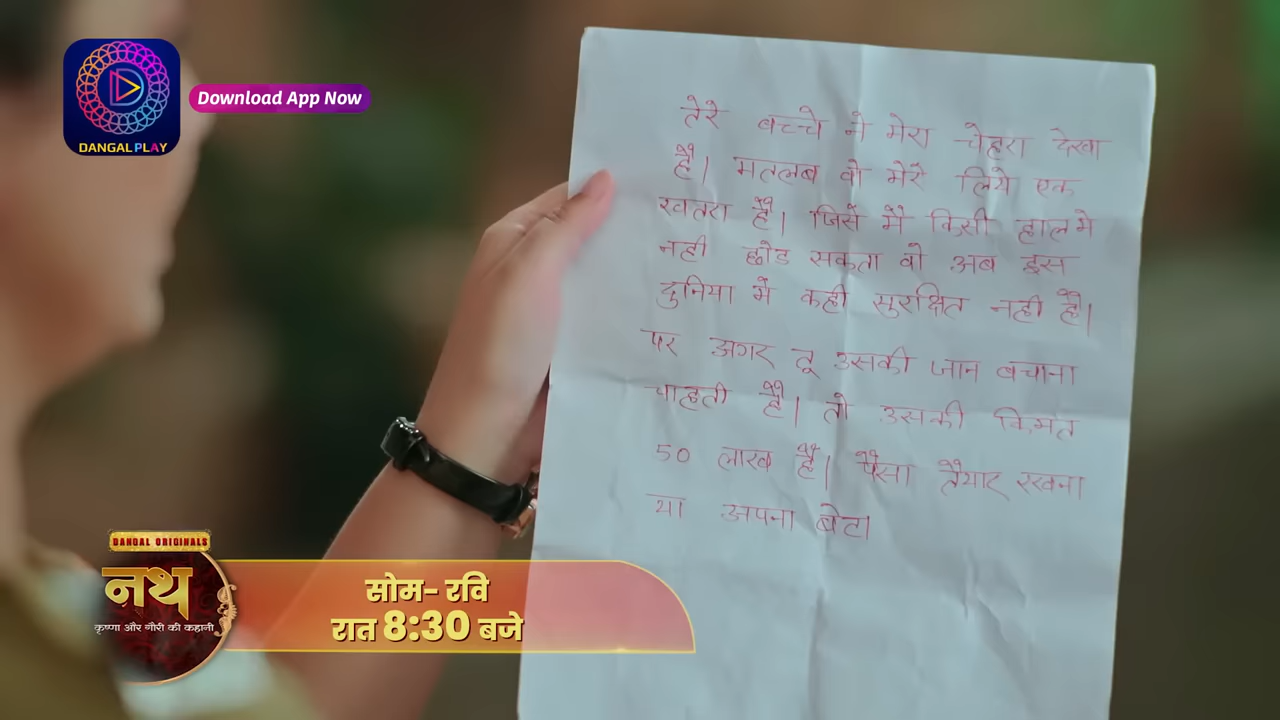 DANGAL PLAY
Download App Now
तेरे बच्चे ने मेरा चेहरा देखा
है। मतलब वो मेरे लिये एक
खतरा है। जिसे मै किसी हाल मे
नही छोड सकता वो अब इस
दुनिया में कही सुरक्षित नही है।
पर अगर तू उसकी जान बचाना
चाहती है। तो उसकी किमत
50 लाख है। पैसा तैयार रखना
या अपना बेटा
DANGAL ORIGINALS
नथ
कृष्णा और गौरी की कहानी
सोम- रवि
रात 8:30 बजे